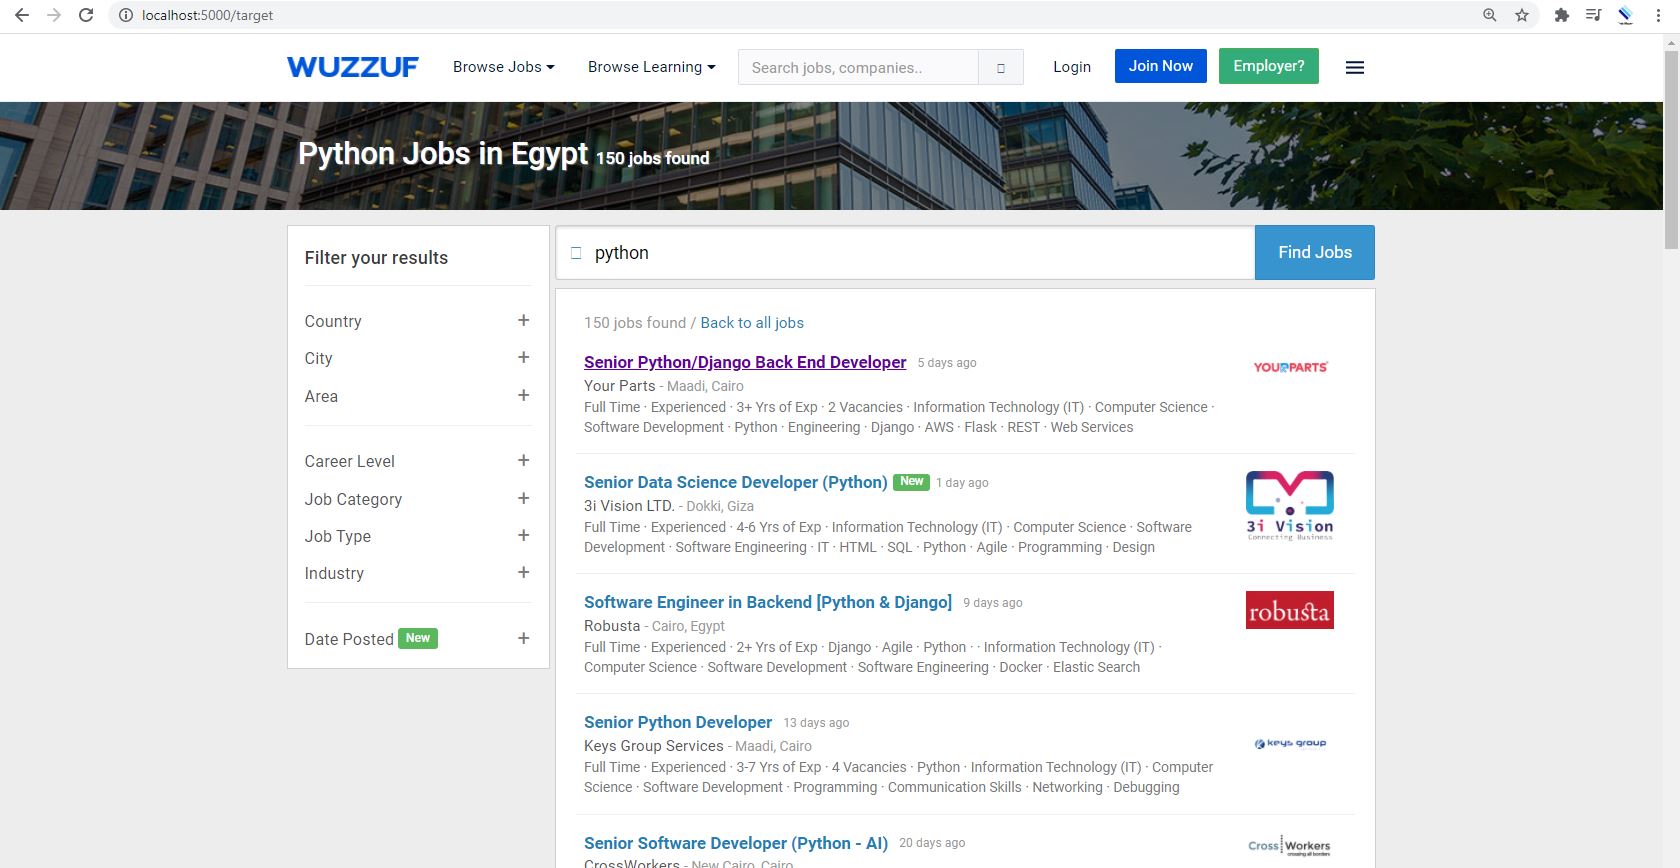 localhost:5000/target
WUZZUF
Browse Jobs
Browse Learning
Search jobs, companies..
Login
Join Now
Employer?
Python Jobs in Egypt 150 jobs found
Filter your results
Country +
City +
Area +
Career Level +
Job Category +
Job Type +
Industry +
Date Posted New +
python
Find Jobs
150 jobs found / Back to all jobs
Senior Python/Django Back End Developer 5 days ago
Your Parts - Maadi, Cairo
Full Time · Experienced · 3+ Yrs of Exp · 2 Vacancies · Information Technology (IT) · Computer Science ·
Software Development · Python · Engineering · Django · AWS · Flask · REST · Web Services
YOURPARTS
Senior Data Science Developer (Python) New 1 day ago
3i Vision LTD. - Dokki, Giza
Full Time · Experienced · 4-6 Yrs of Exp · Information Technology (IT) · Computer Science · Software
Development · Software Engineering · IT · HTML · SQL · Python · Agile · Programming · Design
3i Vision
Connecting Business
Software Engineer in Backend [Python & Django] 9 days ago
Robusta - Cairo, Egypt
Full Time · Experienced · 2+ Yrs of Exp · Django · Agile · Python · · Information Technology (IT) ·
Computer Science · Software Development · Software Engineering · Docker · Elastic Search
robusta
Senior Python Developer 13 days ago
Keys Group Services - Maadi, Cairo
Full Time · Experienced · 3-7 Yrs of Exp · 4 Vacancies · Python · Information Technology (IT) · Computer
Science · Software Development · Programming · Communication Skills · Networking · Debugging
keys group
Senior Software Developer (Python - AI) 20 days ago
CrossWorkers - New Cairo, Cairo
Cross Workers
crossing all borders